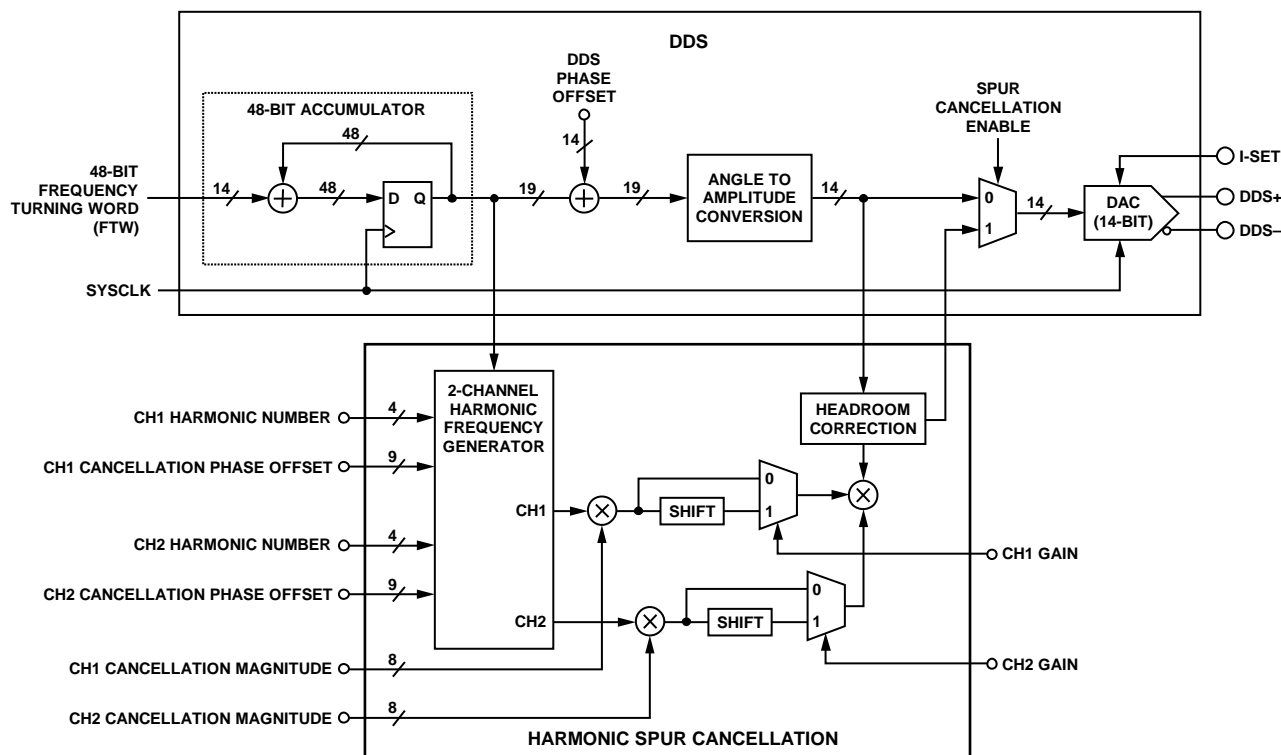 DDS
48-BIT ACCUMULATOR
DDS
PHASE
OFFSET
SPUR
CANCELLATION
ENABLE
48
14
48-BIT
FREQUENCY
TURNING WORD
(FTW)
14
48
D Q
19
19
ANGLE TO
AMPLITUDE
CONVERSION
14
0
1
14
DAC
(14-BIT)
I-SET
DDS+
DDS–
SYSCLK
2-CHANNEL
HARMONIC
FREQUENCY
GENERATOR
HEADROOM
CORRECTION
CH1 HARMONIC NUMBER
4
CH1 CANCELLATION PHASE OFFSET
9
CH1
0
SHIFT
1
CH2 HARMONIC NUMBER
4
CH1 GAIN
CH2 CANCELLATION PHASE OFFSET
9
CH2
0
SHIFT
1
CH1 CANCELLATION MAGNITUDE
8
CH2 GAIN
CH2 CANCELLATION MAGNITUDE
8
HARMONIC SPUR CANCELLATION